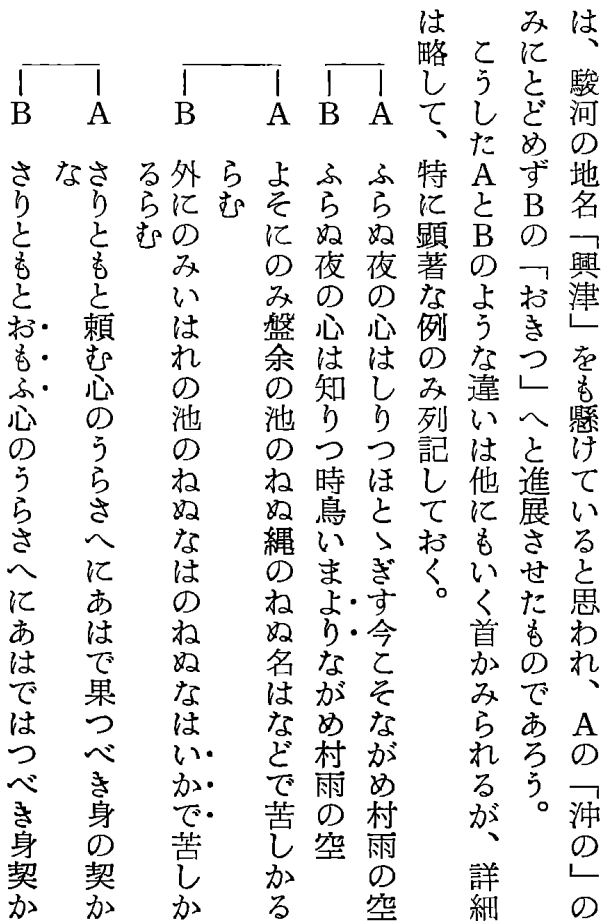 は、駿河の地名「興津」をも懸けていると思われ、Aの「沖の」の
みにとどめずBの「おきつ」へと進展させたものであろう。
こうしたAとBのような違いは他にもいく首かみられるが、詳細
は略して、特に顕著な例のみ列記しておく。
A ふらぬ夜の心はしりつほとゝぎす今こそながめ村雨の空
B ふらぬ夜の心は知りつ時鳥いまよりながめ村雨の空
A よそにのみ盤余の池のねぬ縄のねぬ名はなどで苦しかる
らむ
B 外にのみいはれの池のねぬなはのねぬなはいかで苦しか
るらむ
A さりともと頼む心のうらさへにあはで果つべき身の契か
な
B さりともとおもふ心のうらさへにあはではつべき身契か